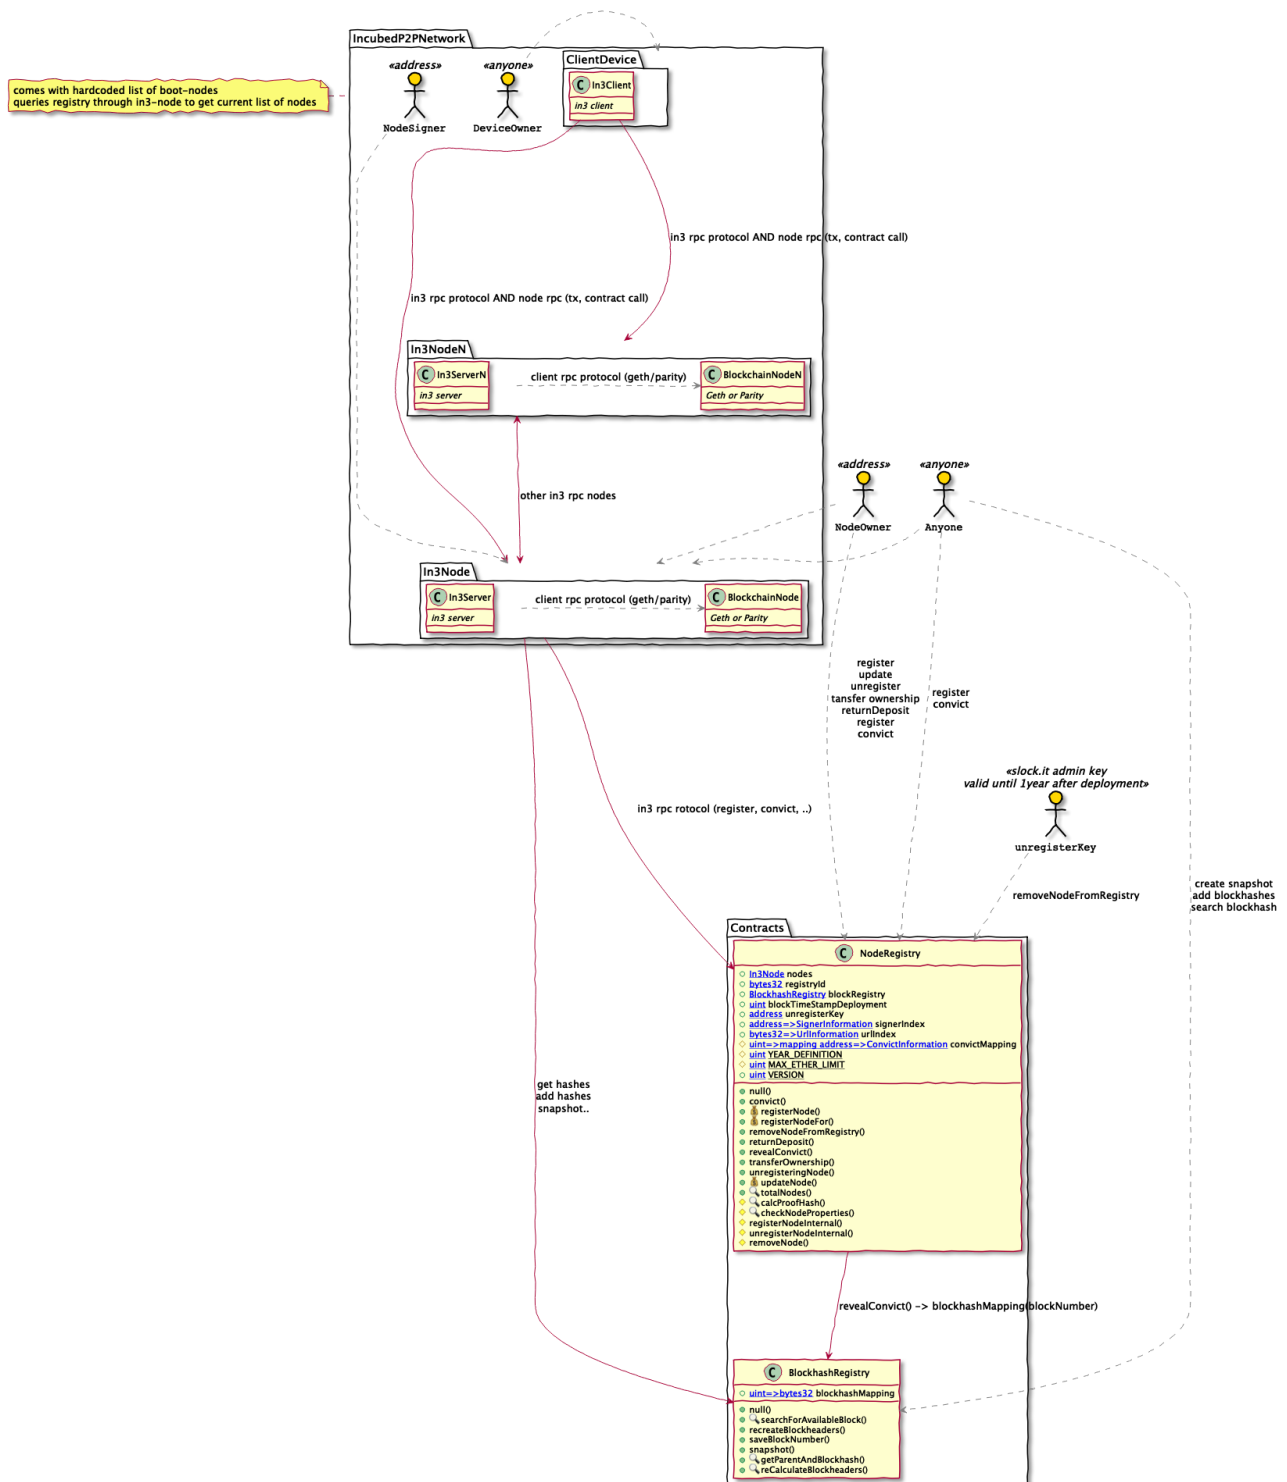 IncubedP2PNetwork
comes with hardcoded list of boot-nodes
queries registry through in3-node to get current list of nodes
«address»
NodeSigner
«anyone»
DeviceOwner
ClientDevice
C In3Client
in3 client
in3 rpc protocol AND node rpc (tx, contract call)
in3 rpc protocol AND node rpc (tx, contract call)
In3NodeN
C In3ServerN
in3 server
client rpc protocol (geth/parity)
C BlockchainNodeN
Geth or Parity
other in3 rpc nodes
«address»
NodeOwner
«anyone»
Anyone
In3Node
C In3Server
in3 server
client rpc protocol (geth/parity)
C BlockchainNode
Geth or Parity
register
update
unregister
tansfer ownership
returnDeposit
register
convict
register
convict
«slock.it admin key
valid until 1year after deployment»
unregisterKey
in3 rpc rotocol (register, convict, ..)
removeNodeFromRegistry
create snapshot
add blockhashes
search blockhash
Contracts
C NodeRegistry
In3Node nodes
bytes32 registryId
BlockhashRegistry blockRegistry
uint blockTimeStampDeployment
address unregisterKey
address=>SignerInformation signerIndex
bytes32=>UrlInformation urlIndex
uint=>mapping address=>ConvictInformation convictMapping
uint YEAR_DEFINITION
uint MAX_ETHER_LIMIT
uint VERSION
null()
convict()
registerNode()
registerNodeFor()
removeNodeFromRegistry()
returnDeposit()
revealConvict()
transferOwnership()
unregisteringNode()
updateNode()
totalNodes()
calcProofHash()
checkNodeProperties()
registerNodeInternal()
unregisterNodeInternal()
removeNode()
get hashes
add hashes
snapshot..
revealConvict() -> blockhashMapping(blockNumber)
C BlockhashRegistry
uint=>bytes32 blockhashMapping
null()
searchForAvailableBlock()
recreateBlockheaders()
saveBlockNumber()
snapshot()
getParentAndBlockhash()
reCalculateBlockheaders()